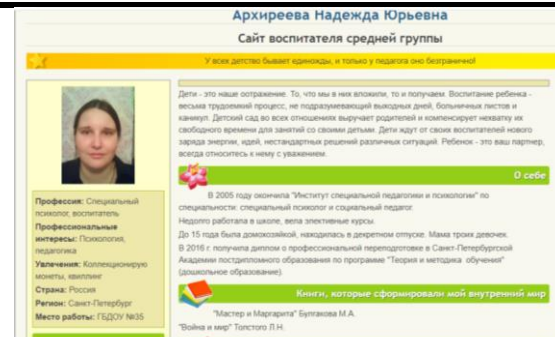 Архиреева Надежда Юрьевна
Сайт воспитателя средней группы
У всех детство бывает единожды, и только у педагога оно безгранично!
Дети - это наше оотражение. То, что мы в них вложили, то и получаем. Воспитание ребенка -
весьма трудоемкий процесс, не подразумевающий выходных дней, больничных листов и
каникул. Детский сад во всех отношениях выручает родителей и компенсирует нехватку их
свободного времени для занятий со своими детьми. Дети ждут от своих воспитателей нового
заряда энергии, идей, нестандартных решений различных ситуаций. Ребенок - это ваш партнер,
всегда относитесь к нему с уважением.
О себе
В 2005 году окончила "Институт специальной педагогики и психологии" по
специальности: специальный психолог и социальный педагог.
Недолго работала в школе, вела элективные курсы.
До 15 года была домохозяйкой, находилась в декретном отпуске. Мама троих девочек.
В 2016 г. получила диплом о профессиональной переподготовке в Санкт-Петербургской
Академии постдипломного образования по программе "Теория и методика обучения"
(дошкольное образование).
Книги, которые сформировали мой внутренний мир
"Мастер и Маргарита" Булгакова М.А.
"Война и мир" Толстого Л.Н.
Профессия: Специальный
психолог, воспитатель
Профессиональные
интересы: Психология,
педагогика
Увлечения: Коллекционирую
монеты, квиллинг
Страна: Россия
Регион: Санкт-Петербург
Место работы: ГБДОУ №35